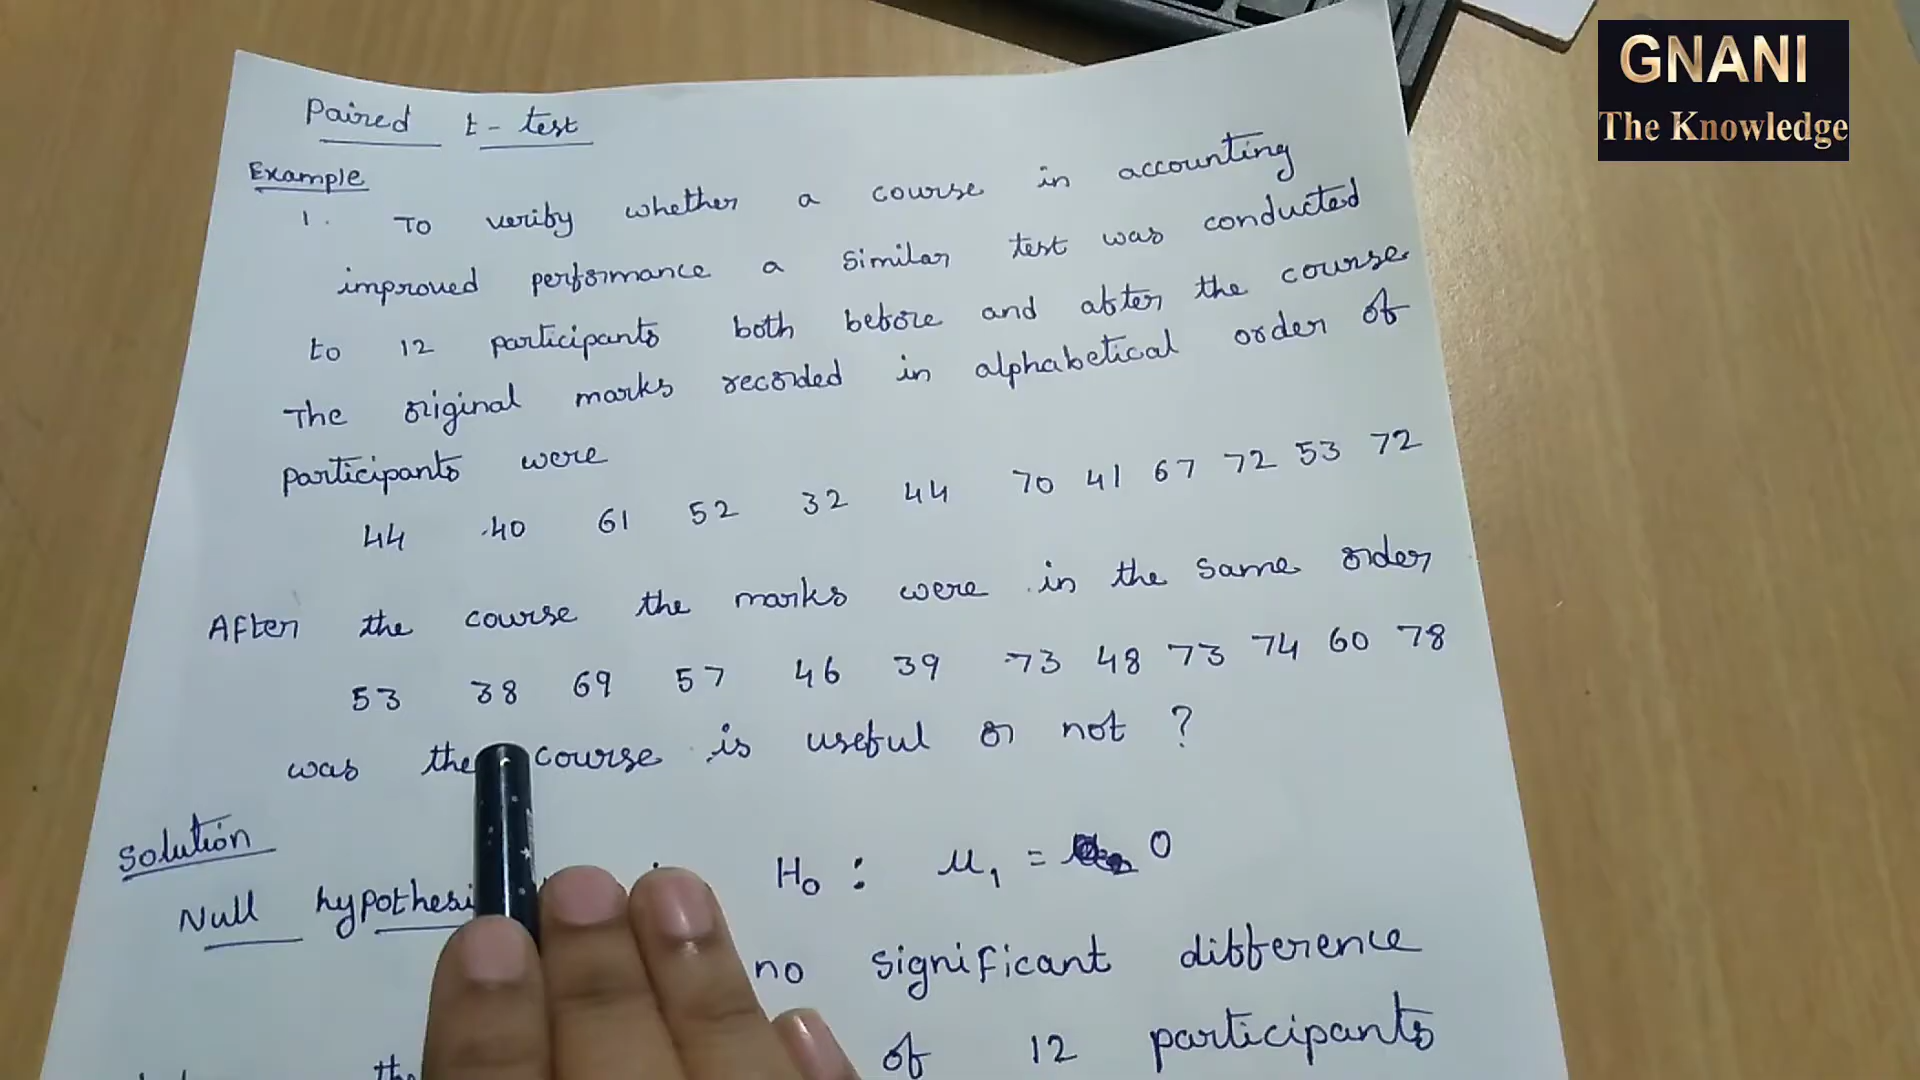 GNANI
The Knowledge
Paired t - test
Example
1. To verify whether a course in accounting
improved performance a similar test was conducted
to 12 participants both before and after the course
The original marks recorded in alphabetical order of
Participants were
44 40 61 52 32 44 70 41 67 72 53 72
After the course the marks were in the same order
53 38 69 57 46 39 73 48 73 74 60 78
was the course is useful or not ?
Solution
Null H₀ : μ₁ = 0
no significant difference
of 12 participants